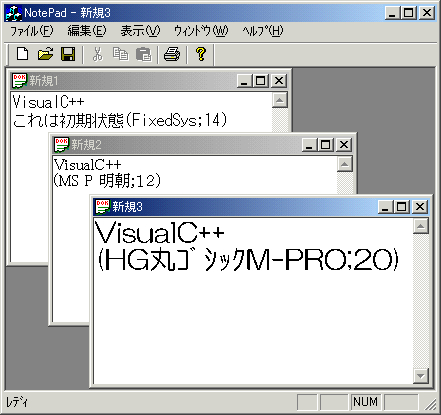 NotePad - 新規3
ファイル(F) 編集(E) 表示(V) ウィンドウ(W) ヘルプ(H)
新規1
VisualC++
これは初期状態(FixedSys;14)
新規2
VisualC++
(MS P 明朝;12)
新規3
VisualC++
(HG丸ゴシックM-PRO;20)
レディ NUM